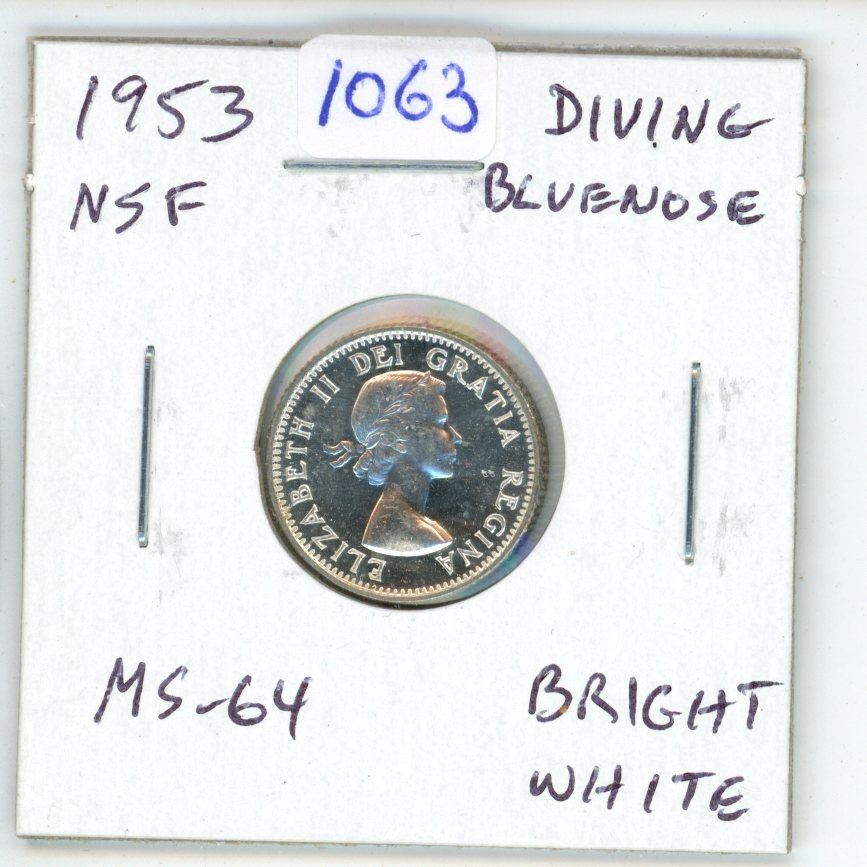 1953
1063
DIVING
NSF
BLUENOSE
ELIZABETH II DEI GRATIA REGINA
MS-64
BRIGHT
WHITE